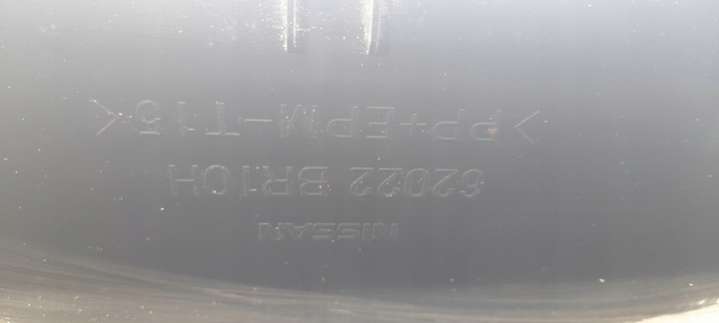 NISSAN
62022 BR10H
>PP+EPM-T15<